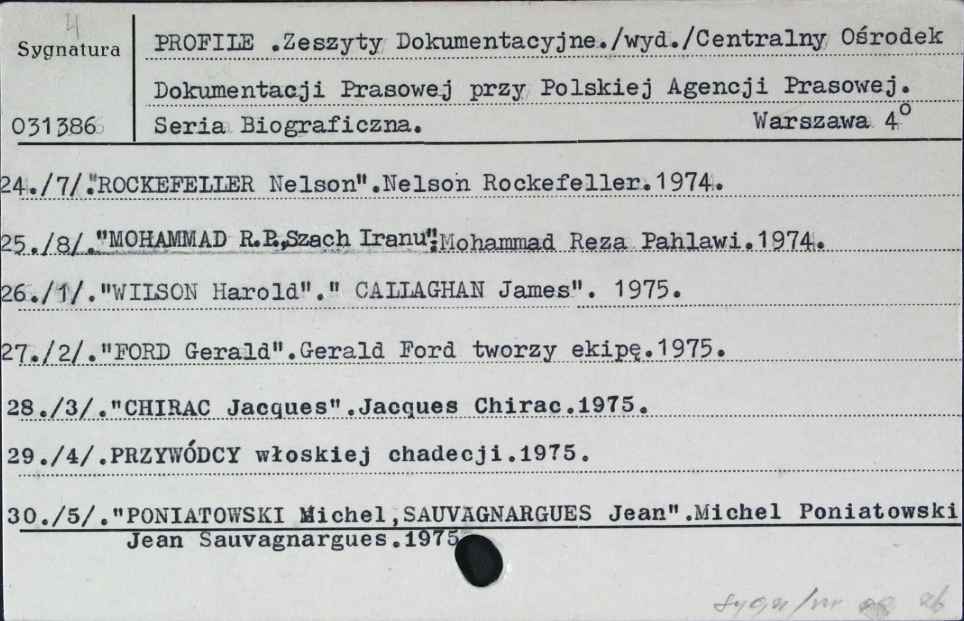 4
Sygnatura
PROFILE .Zeszyty Dokumentacyjne./wyd./Centralny Ośrodek
Dokumentacji Prasowej przy Polskiej Agencji Prasowej.
031386 Seria Biograficzna. Warszawa 4°
24./7/."ROCKEFELLER Nelson".Nelson Rockefeller.1974.
25./8/."MOHAMMAD R.P.,Szach Iranu".Mohammad Reza Pahlawi.1974.
26./1/."WILSON Harold"." CALLAGHAN James". 1975.
27./2/."FORD Gerald".Gerald Ford tworzy ekipę.1975.
28./3/."CHIRAC Jacques".Jacques Chirac.1975.
29./4/.PRZYWÓDCY włoskiej chadecji.1975.
30./5/."PONIATOWSKI Michel,SAUVAGNARGUES Jean".Michel Poniatowski
Jean Sauvagnargues.1975